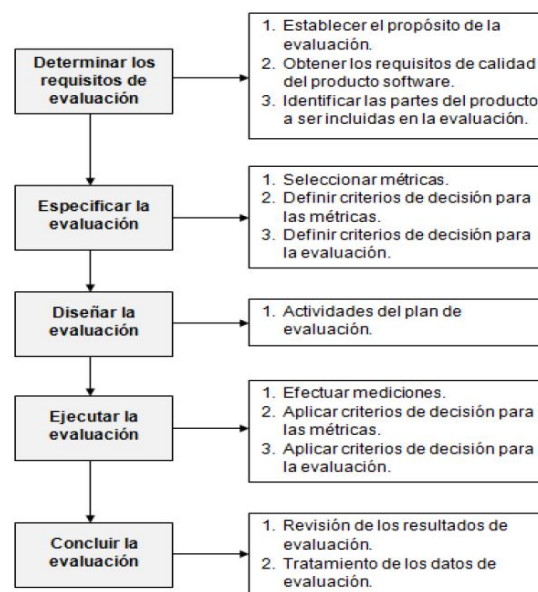 Determinar los
requisitos de
evaluación
1. Establecer el propósito de la
evaluación.
2. Obtener los requisitos de calidad
del producto software.
3. Identificar las partes del producto
a ser incluidas en la evaluación.
Especificar la
evaluación
1. Seleccionar métricas.
2. Definir criterios de decisión para
las métricas.
3. Definir criterios de decisión para
la evaluación.
Diseñar la
evaluación
1. Actividades del plan de
evaluación.
Ejecutar la
evaluación
1. Efectuar mediciones.
2. Aplicar criterios de decisión para
las métricas.
3. Aplicar criterios de decisión para
la evaluación.
Concluir la
evaluación
1. Revisión de los resultados de
evaluación.
2. Tratamiento de los datos de
evaluación.